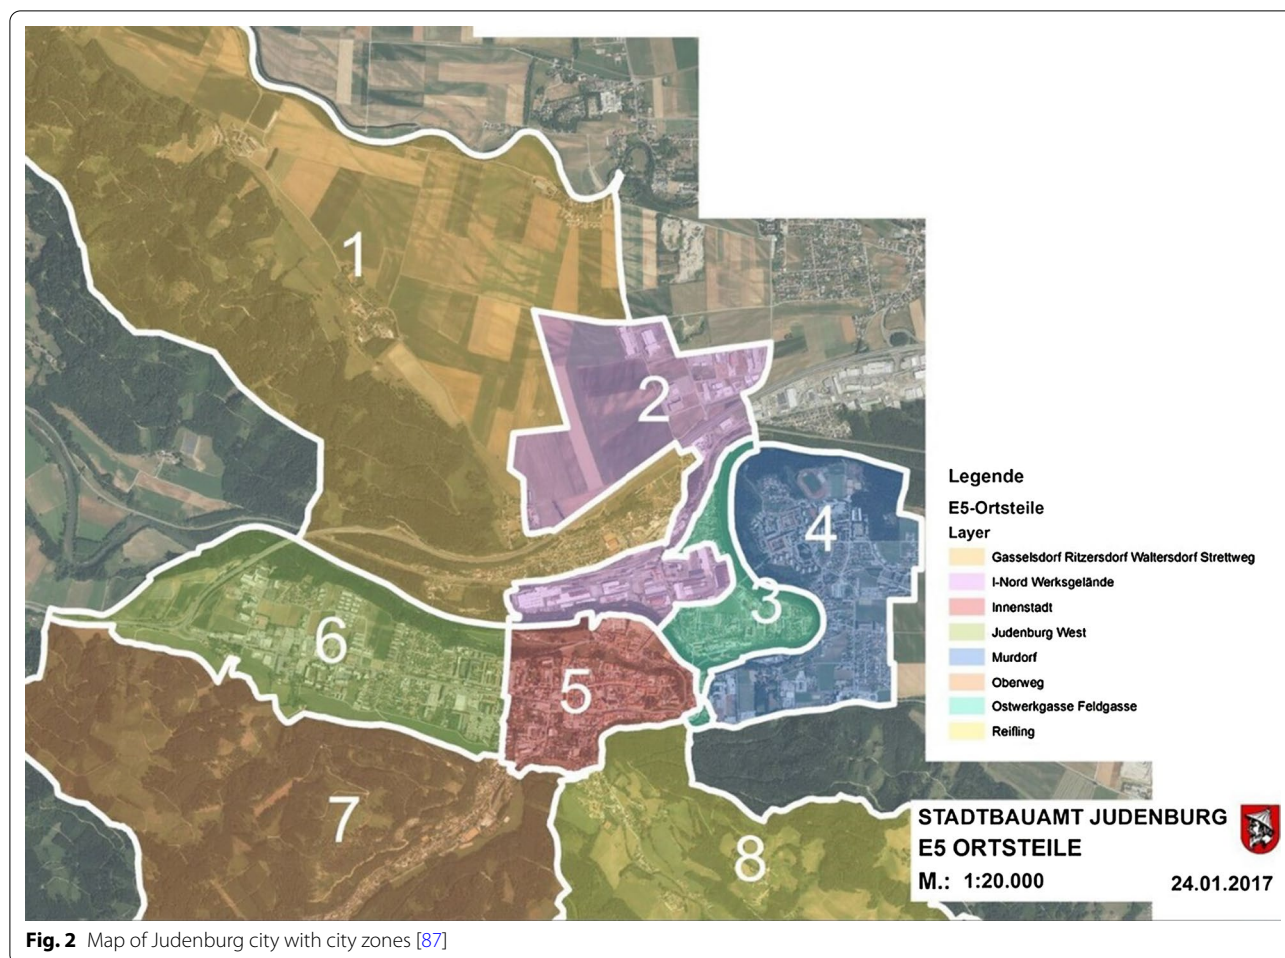 1
2
3
4
5
6
7
8
Legende
E5-Ortsteile
Layer
Gasselsdorf Ritzersdorf Waltersdorf Strettweg
I-Nord Werksgelände
Innenstadt
Judenburg West
Murdorf
Oberweg
Ostwerkgasse Feldgasse
Reifling
STADTBAUAMT JUDENBURG
E5 ORTSTEILE
M.: 1:20.000 24.01.2017
Fig. 2 Map of Judenburg city with city zones [87]